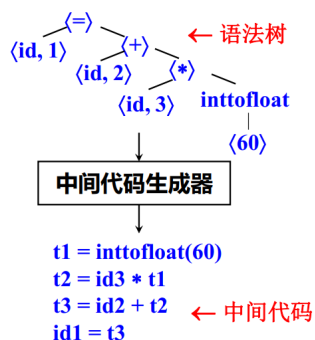 ⟨=⟩
⟨id, 1⟩ ⟨+⟩ ← 语法树
⟨id, 2⟩ ⟨*⟩
⟨id, 3⟩ inttofloat
⟨60⟩
中间代码生成器
t1 = inttofloat(60)
t2 = id3 * t1
t3 = id2 + t2
id1 = t3 ← 中间代码